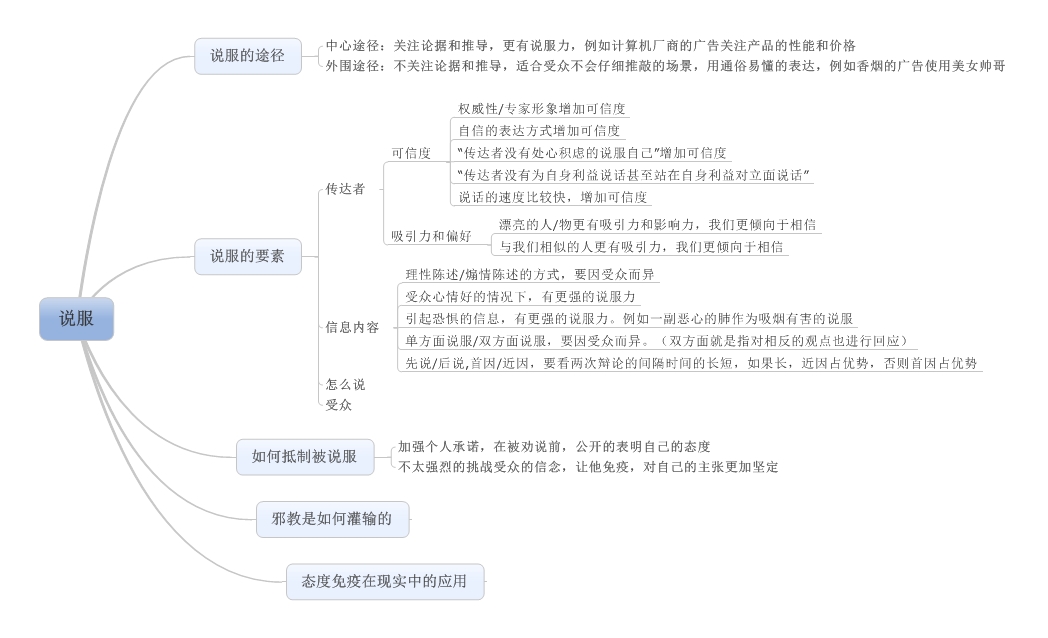 说服
说服的途径
中心途径：关注论据和推导，更有说服力，例如计算机厂商的广告关注产品的性能和价格
外围途径：不关注论据和推导，适合受众不会仔细推敲的场景，用通俗易懂的表达，例如香烟的广告使用美女帅哥
说服的要素
传达者
可信度
权威性/专家形象增加可信度
自信的表达方式增加可信度
“传达者没有处心积虑的说服自己”增加可信度
“传达者没有为自身利益说话甚至站在自身利益对立面说话”
说话的速度比较快，增加可信度
吸引力和偏好
漂亮的人/物更有吸引力和影响力，我们更倾向于相信
与我们相似的人更有吸引力，我们更倾向于相信
信息内容
理性陈述/煽情陈述的方式，要因受众而异
受众心情好的情况下，有更强的说服力
引起恐惧的信息，有更强的说服力。例如一副恶心的肺作为吸烟有害的说服
单方面说服/双方面说服，要因受众而异。（双方面就是指对相反的观点也进行回应）
先说/后说,首因/近因，要看两次辩论的间隔时间的长短，如果长，近因占优势，否则首因占优势
怎么说
受众
如何抵制被说服
加强个人承诺，在被劝说前，公开的表明自己的态度
不太强烈的挑战受众的信念，让他免疫，对自己的主张更加坚定
邪教是如何灌输的
态度免疫在现实中的应用